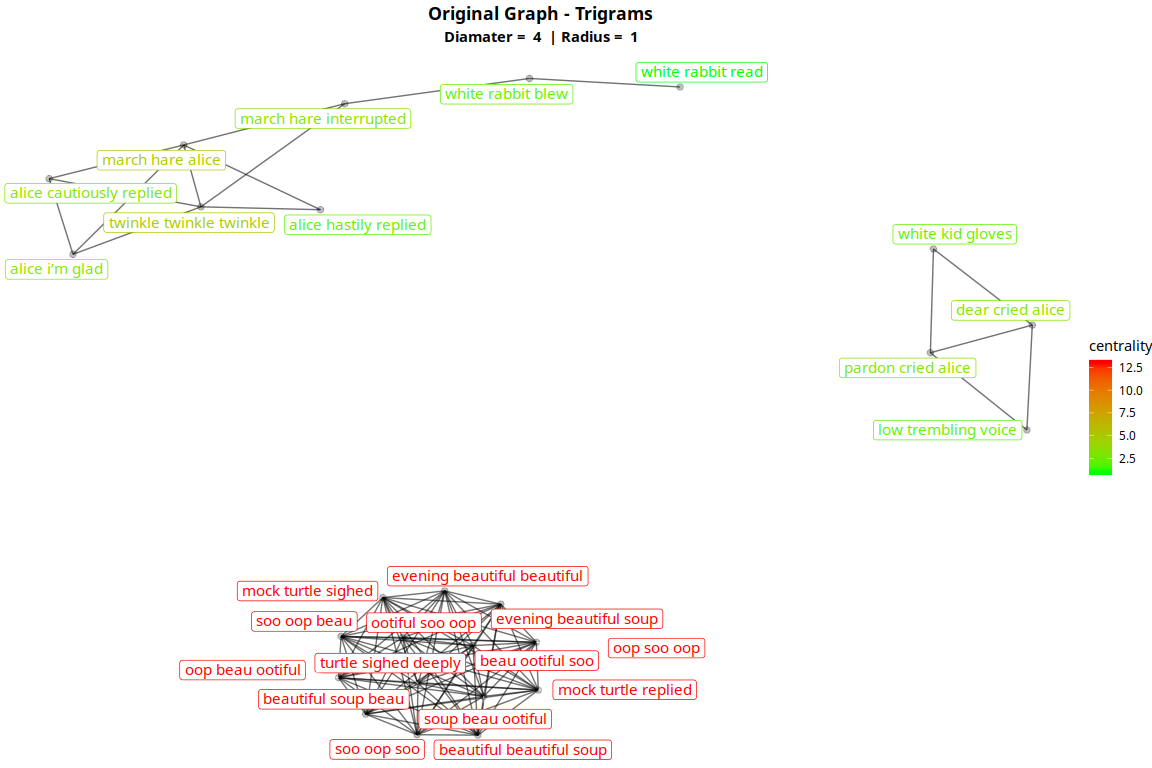 Original Graph - Trigrams
Diamater = 4 | Radius = 1
white rabbit read
white rabbit blew
march hare interrupted
march hare alice
alice cautiously replied
twinkle twinkle twinkle
alice hastily replied
alice i'm glad
white kid gloves
dear cried alice
pardon cried alice
low trembling voice
centrality
12.5
10.0
7.5
5.0
2.5
evening beautiful beautiful
mock turtle sighed
soo oop beau
ootiful soo oop
evening beautiful soup
oop soo oop
oop beau ootiful
turtle sighed deeply
beau ootiful soo
mock turtle replied
beautiful soup beau
soup beau ootiful
soo oop soo
beautiful beautiful soup